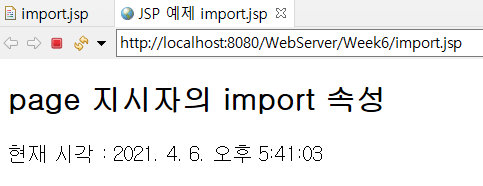 import.jsp JSP 예제 import.jsp
http://localhost:8080/WebServer/Week6/import.jsp
page 지시자의 import 속성
현재 시각 : 2021. 4. 6. 오후 5:41:03